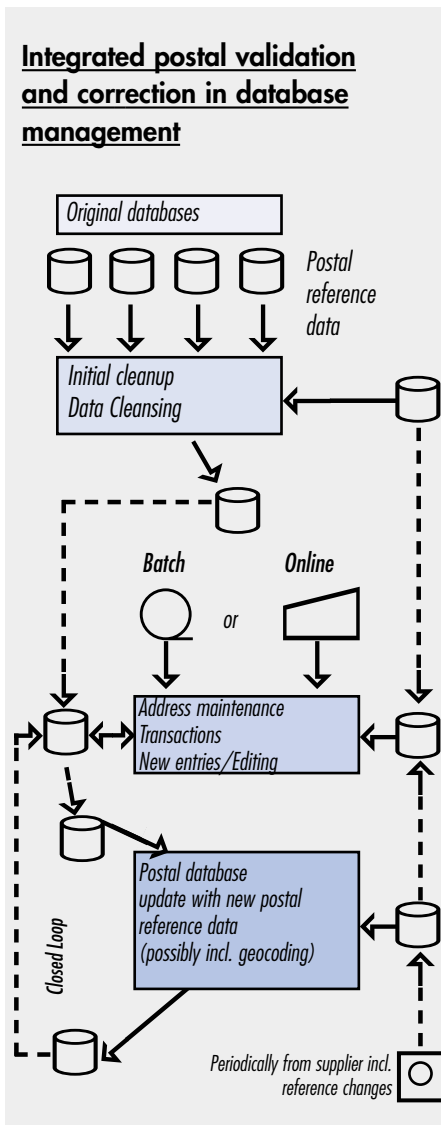 Integrated postal validation
and correction in database
management
Original databases
Postal
reference
data
Initial cleanup
Data Cleansing
Batch
or
Online
Address maintenance
Transactions
New entries/Editing
Postal database
update with new postal
reference data
(possibly incl. geocoding)
Closed Loop
Periodically from supplier incl.
reference changes